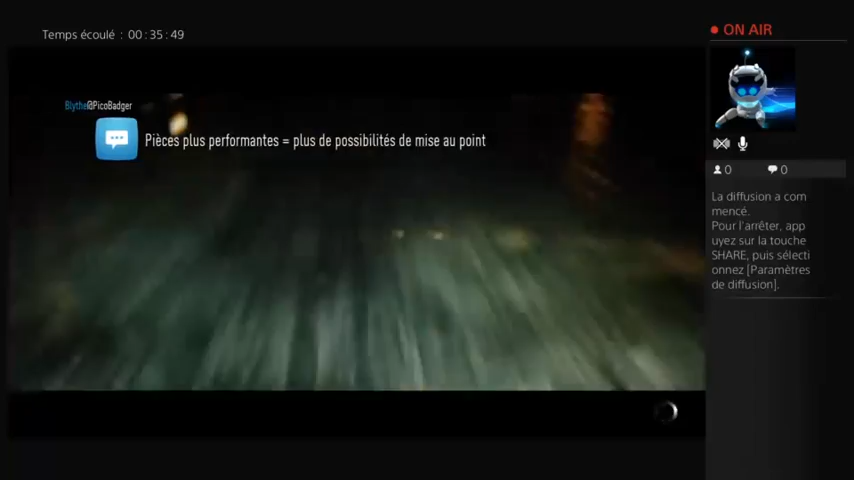 Temps écoulé : 00:35:49
ON AIR
Blythe@PicoBadger
Pièces plus performantes = plus de possibilités de mise au point
0 0
La diffusion a com
mencé.
Pour l'arrêter, app
uyez sur la touche
SHARE, puis sélecti
onnez [Paramètres
de diffusion].